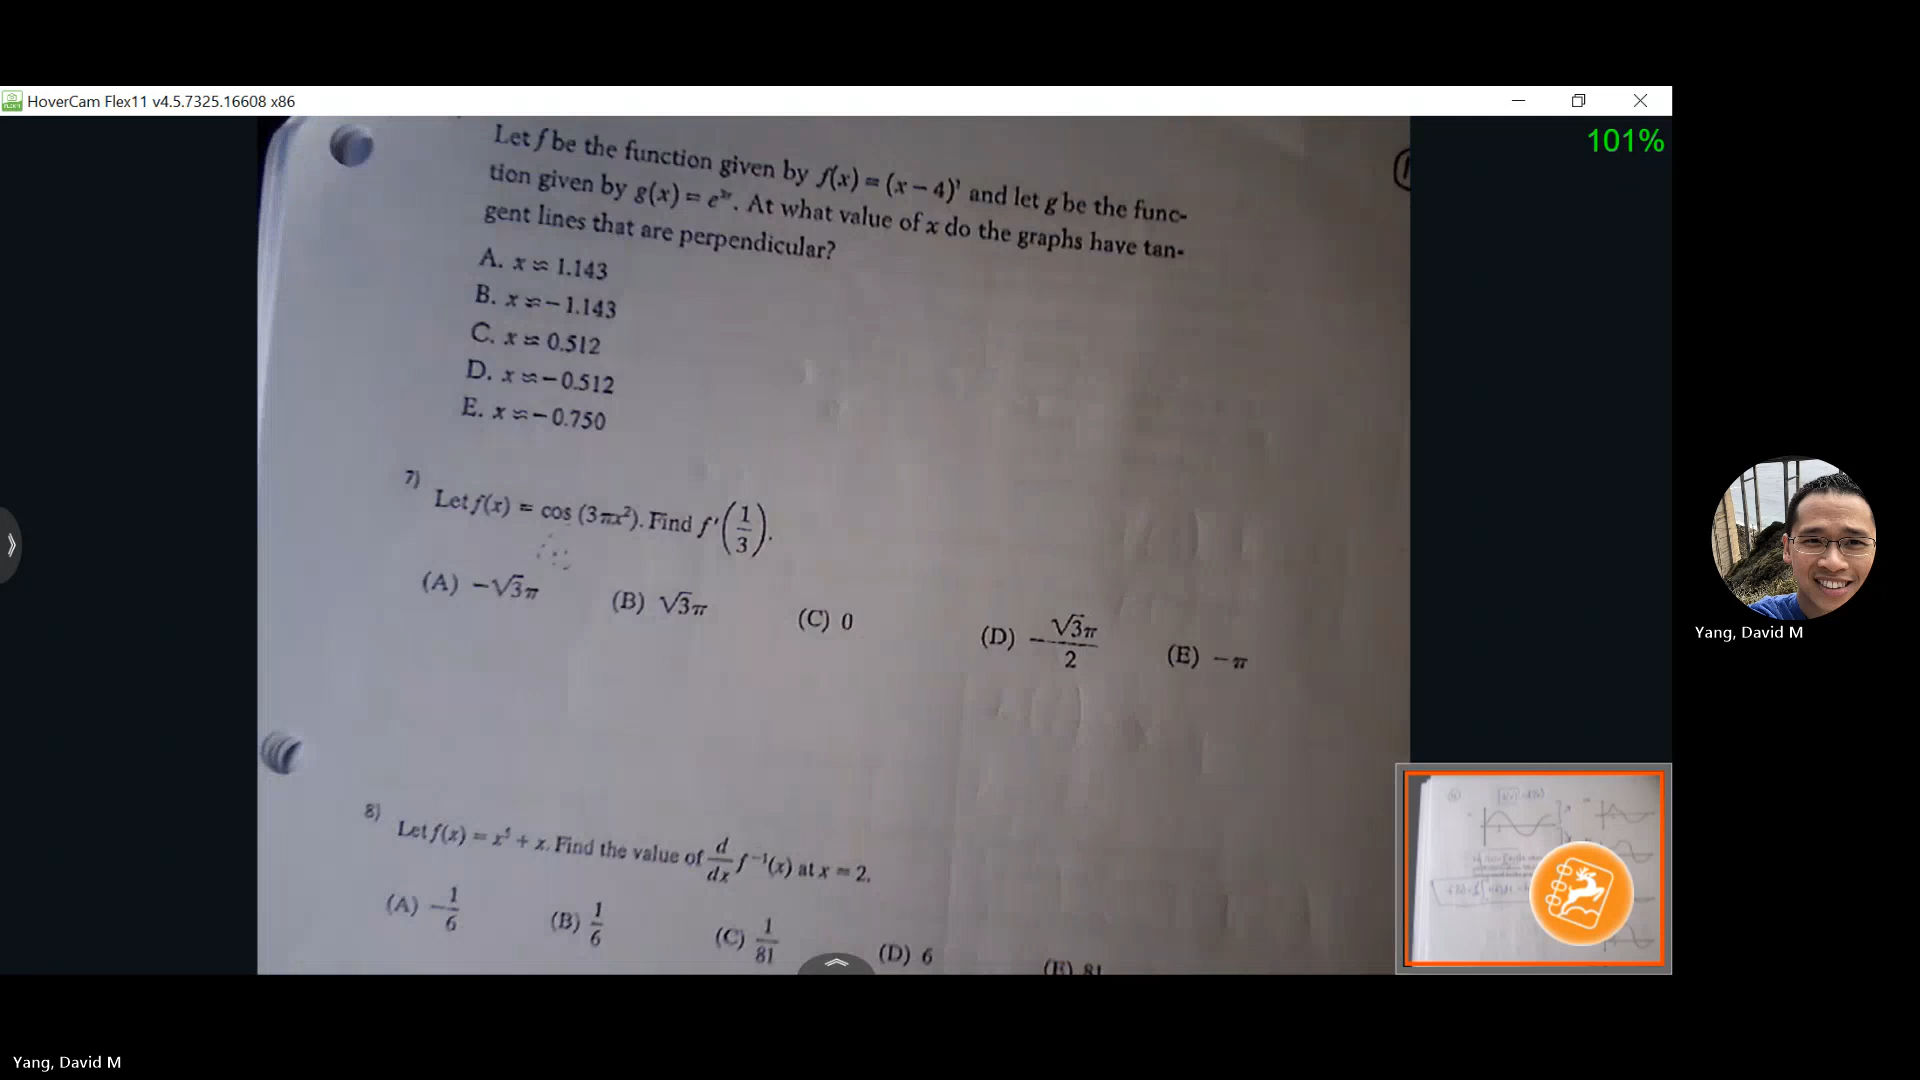 HoverCam Flex11 v4.5.7325.16608 x86
101%
Let f be the function given by f(x) = (x − 4)³ and let g be the func-
tion given by g(x) = e³ˣ. At what value of x do the graphs have tan-
gent lines that are perpendicular?
A. x ≈ 1.143
B. x ≈ −1.143
C. x ≈ 0.512
D. x ≈ −0.512
E. x ≈ −0.750
7) Let f(x) = cos (3πx²). Find f′(1/3).
(A) −√3π (B) √3π (C) 0 (D) −√3π/2 (E) −π
8) Let f(x) = x⁵ + x. Find the value of d/dx f⁻¹(x) at x = 2.
(A) −1/6 (B) 1/6 (C) 1/81 (D) 6 (E) 81
Yang, David M
Yang, David M